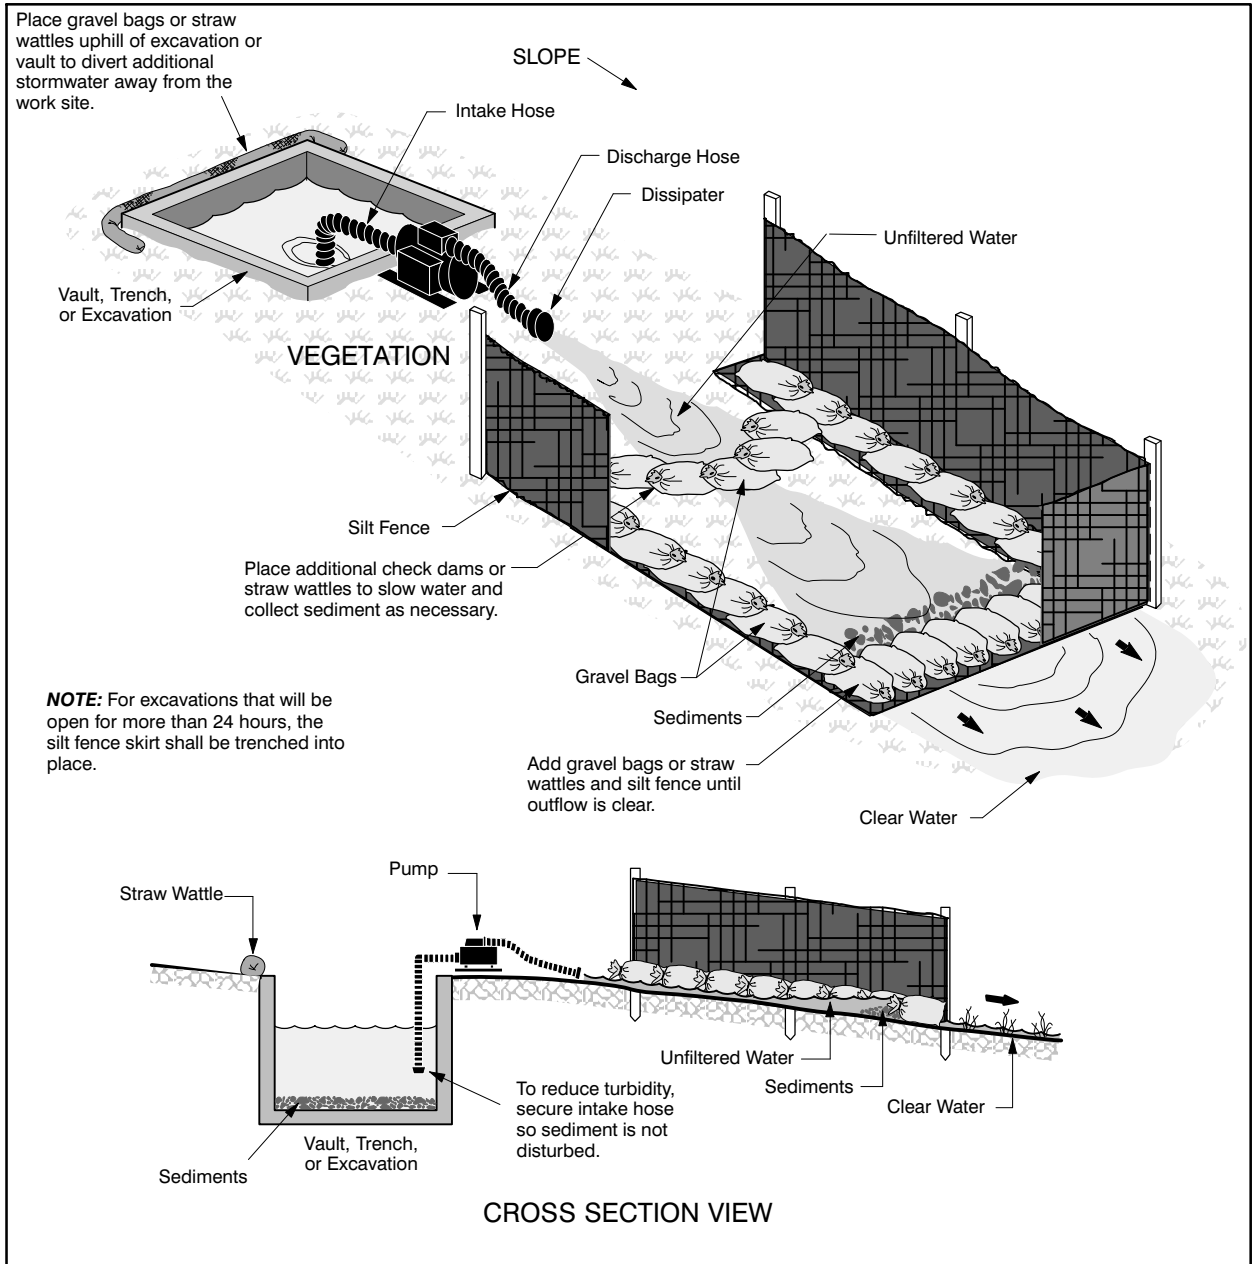 Place gravel bags or straw
wattles uphill of excavation or
vault to divert additional
stormwater away from the
work site.
SLOPE
Intake Hose
Discharge Hose
Dissipater
Unfiltered Water
Vault, Trench,
or Excavation
VEGETATION
Silt Fence
Place additional check dams or
straw wattles to slow water and
collect sediment as necessary.
Gravel Bags
Sediments
NOTE: For excavations that will be
open for more than 24 hours, the
silt fence skirt shall be trenched into
place.
Add gravel bags or straw
wattles and silt fence until
outflow is clear.
Clear Water
Straw Wattle
Pump
Unfiltered Water
Sediments
Clear Water
To reduce turbidity,
secure intake hose
so sediment is not
disturbed.
Vault, Trench,
or Excavation
Sediments
CROSS SECTION VIEW